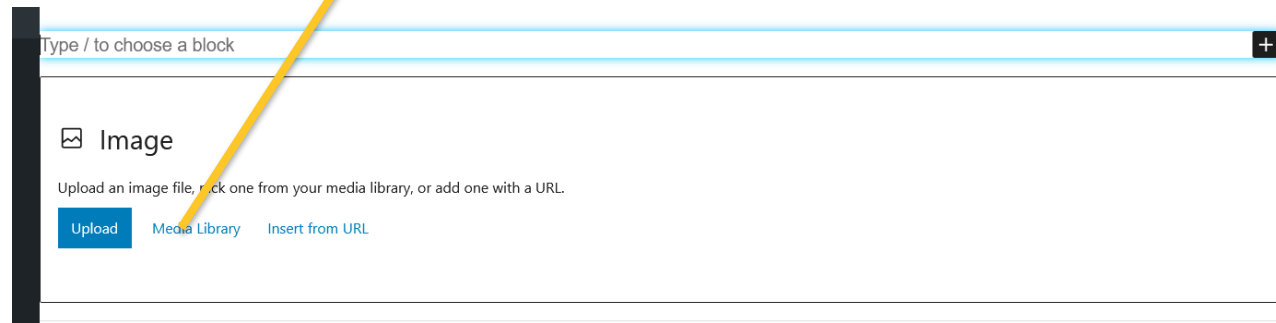 Type / to choose a block
Image
Upload an image file, pick one from your media library, or add one with a URL.
Upload Media Library Insert from URL